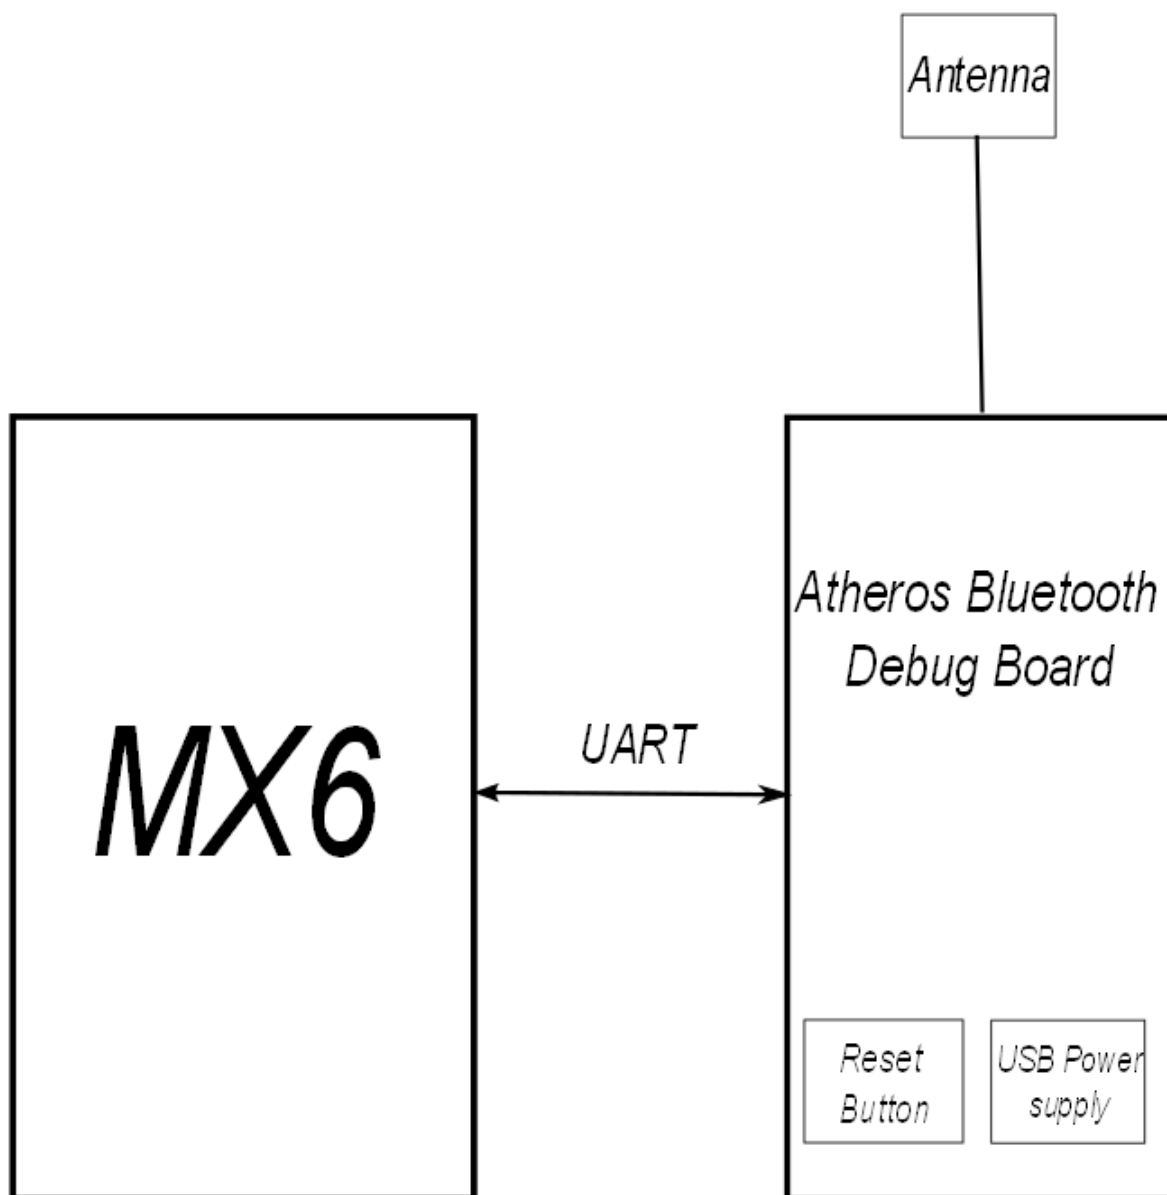 Antenna
Atheros Bluetooth
Debug Board
MX6
UART
Reset
Button
USB Power
supply